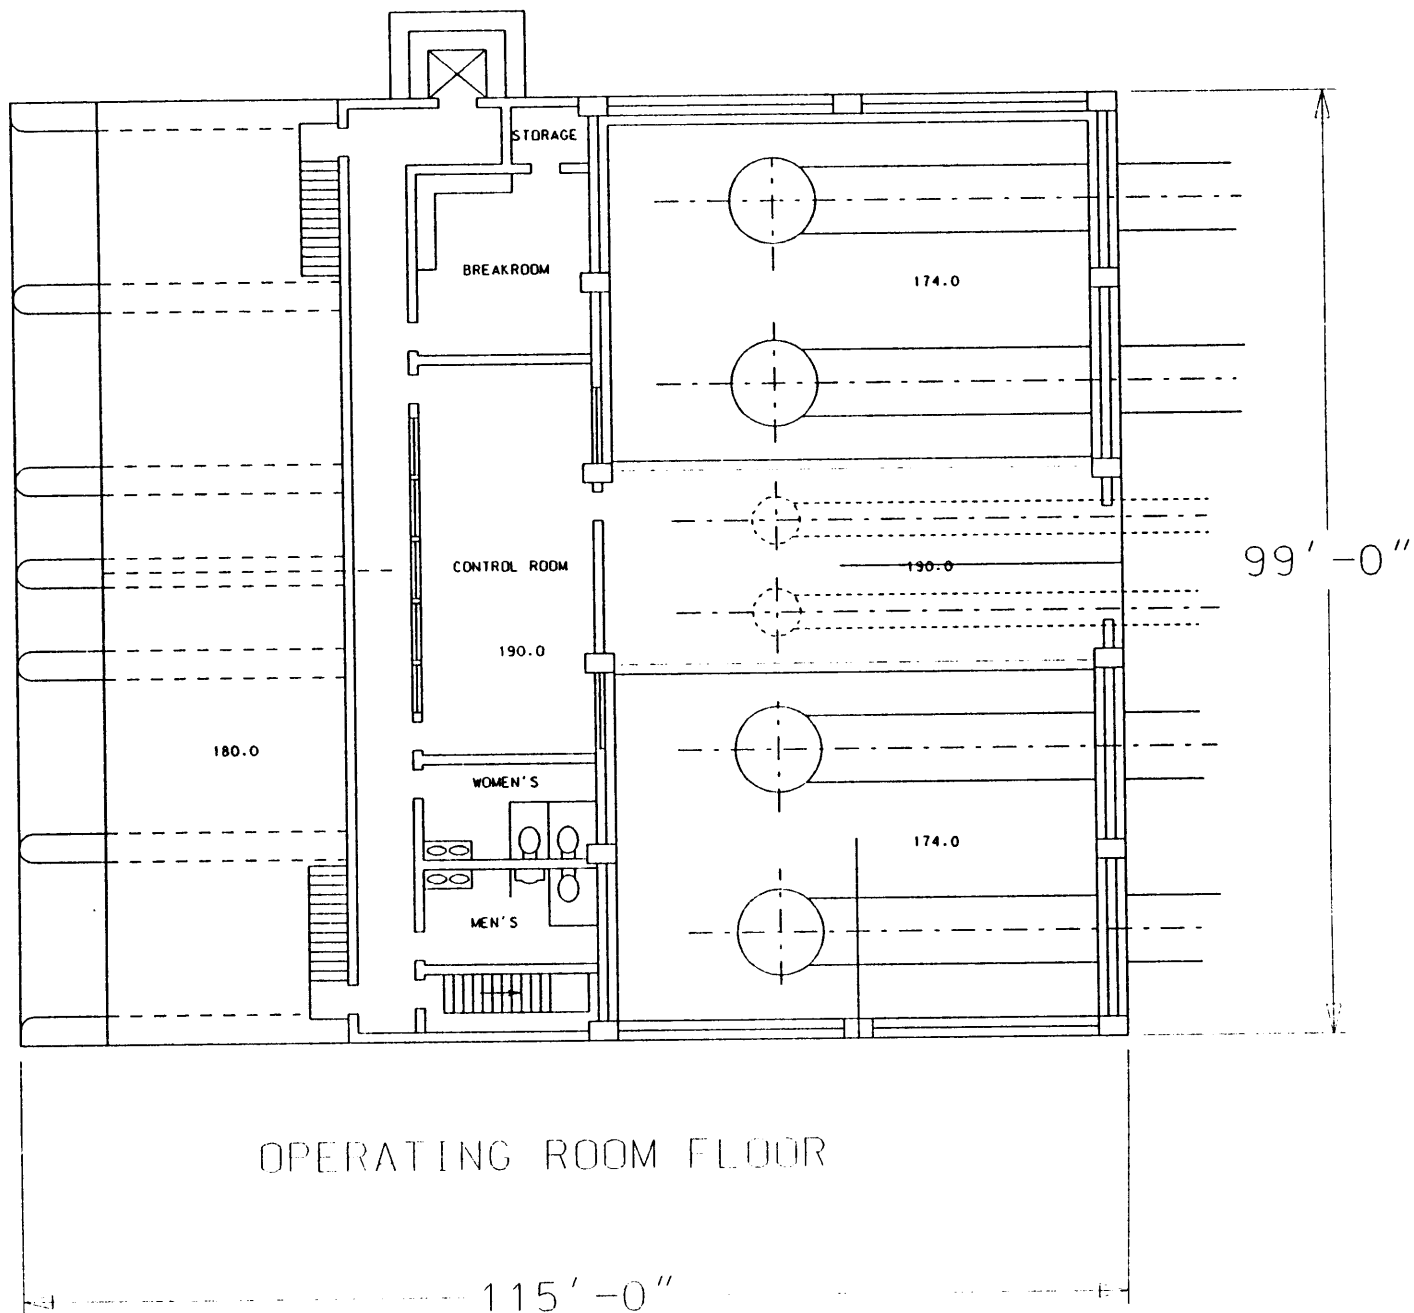 STORAGE
BREAKROOM
174.0
99'-0"
CONTROL ROOM
190.0
190.0
180.0
WOMEN'S
174.0
MEN'S
OPERATING ROOM FLOOR
115'-0"